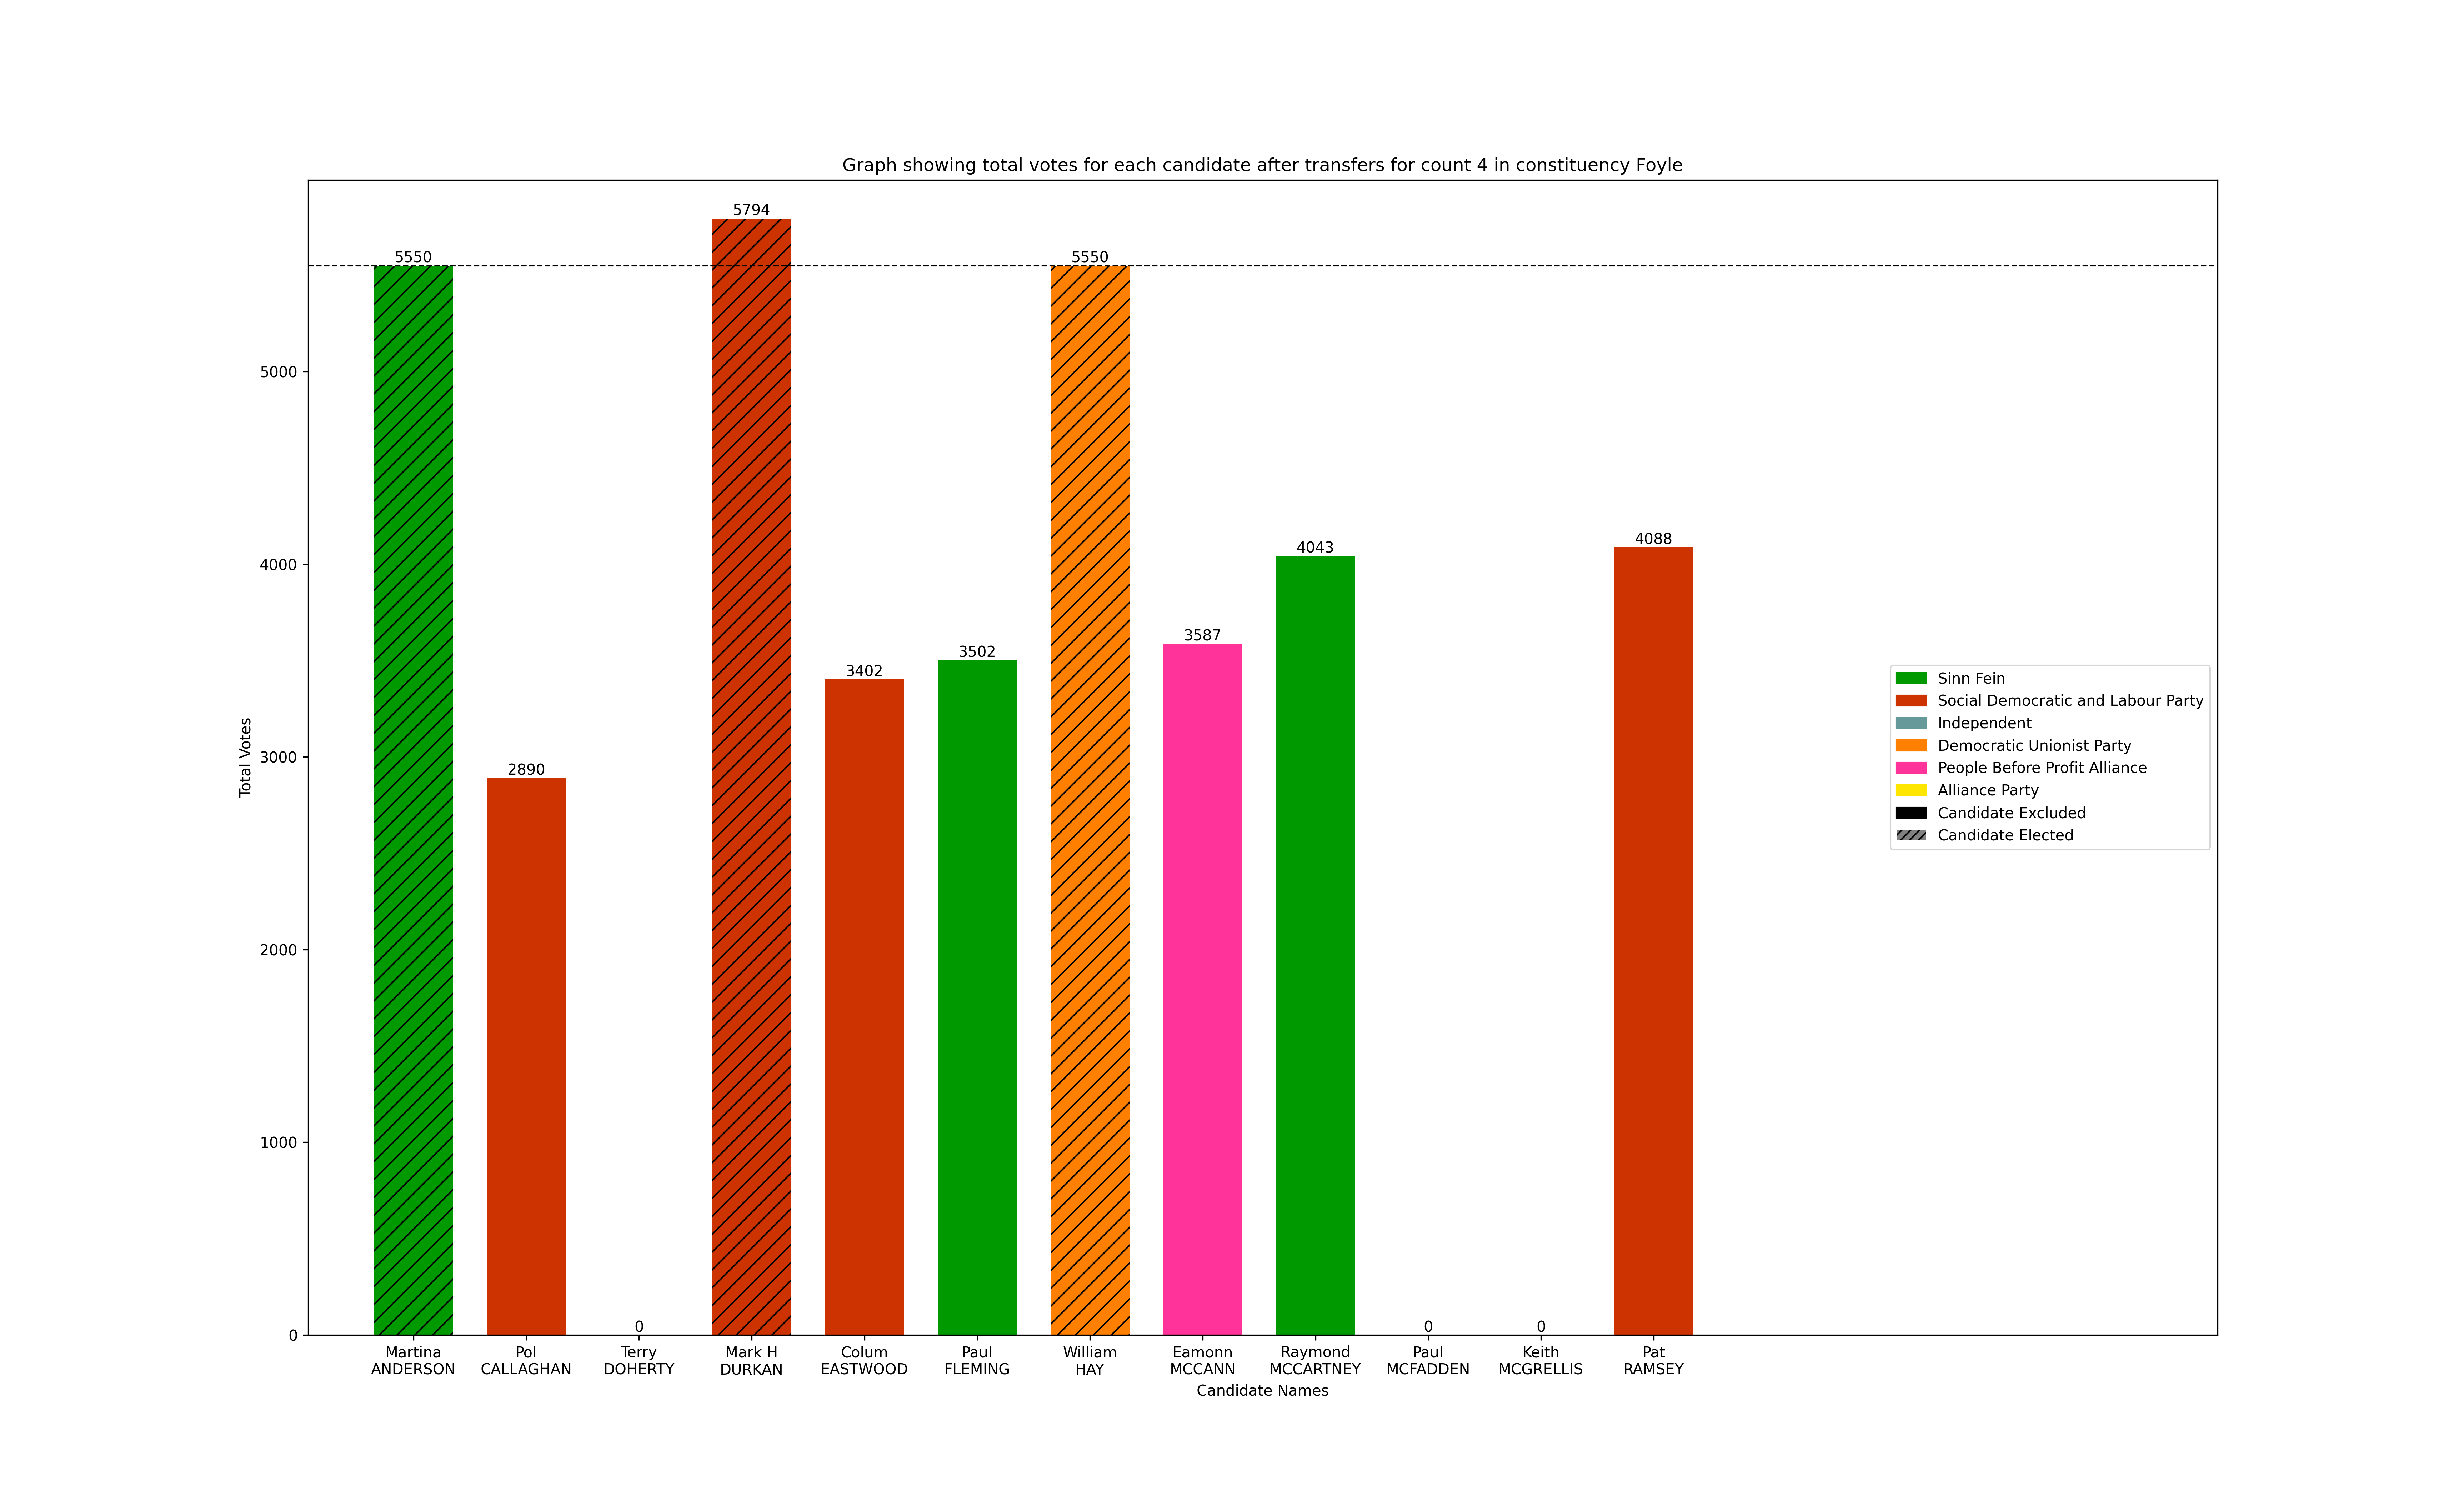 Graph showing total votes for each candidate after transfers for count 4 in constituency Foyle
5794
5550
5550
5000
4088
4043
4000
3587
3502
3402
Sinn Fein
Social Democratic and Labour Party
Independent
Democratic Unionist Party
People Before Profit Alliance
Alliance Party
Candidate Excluded
Candidate Elected
Total Votes
3000
2890
2000
1000
0
0
0
0
Martina
ANDERSON
Pol
CALLAGHAN
Terry
DOHERTY
Mark H
DURKAN
Colum
EASTWOOD
Paul
FLEMING
William
HAY
Eamonn
MCCANN
Raymond
MCCARTNEY
Paul
MCFADDEN
Keith
MCGRELLIS
Pat
RAMSEY
Candidate Names